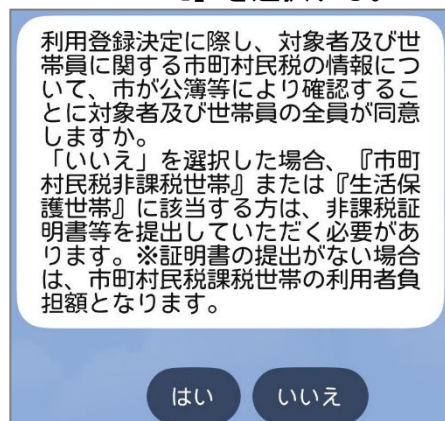 利用登録決定に際し、対象者及び世
帯員に関する市町村民税の情報につ
いて、市が公簿等により確認するこ
とに対象者及び世帯員の全員が同意
しますか。
「いいえ」を選択した場合、『市町
村民税非課税世帯』または『生活保
護世帯』に該当する方は、非課税証
明書等を提出していただく必要があ
ります。※証明書の提出がない場合
は、市町村民税課税世帯の利用者負
担額となります。
はい いいえ